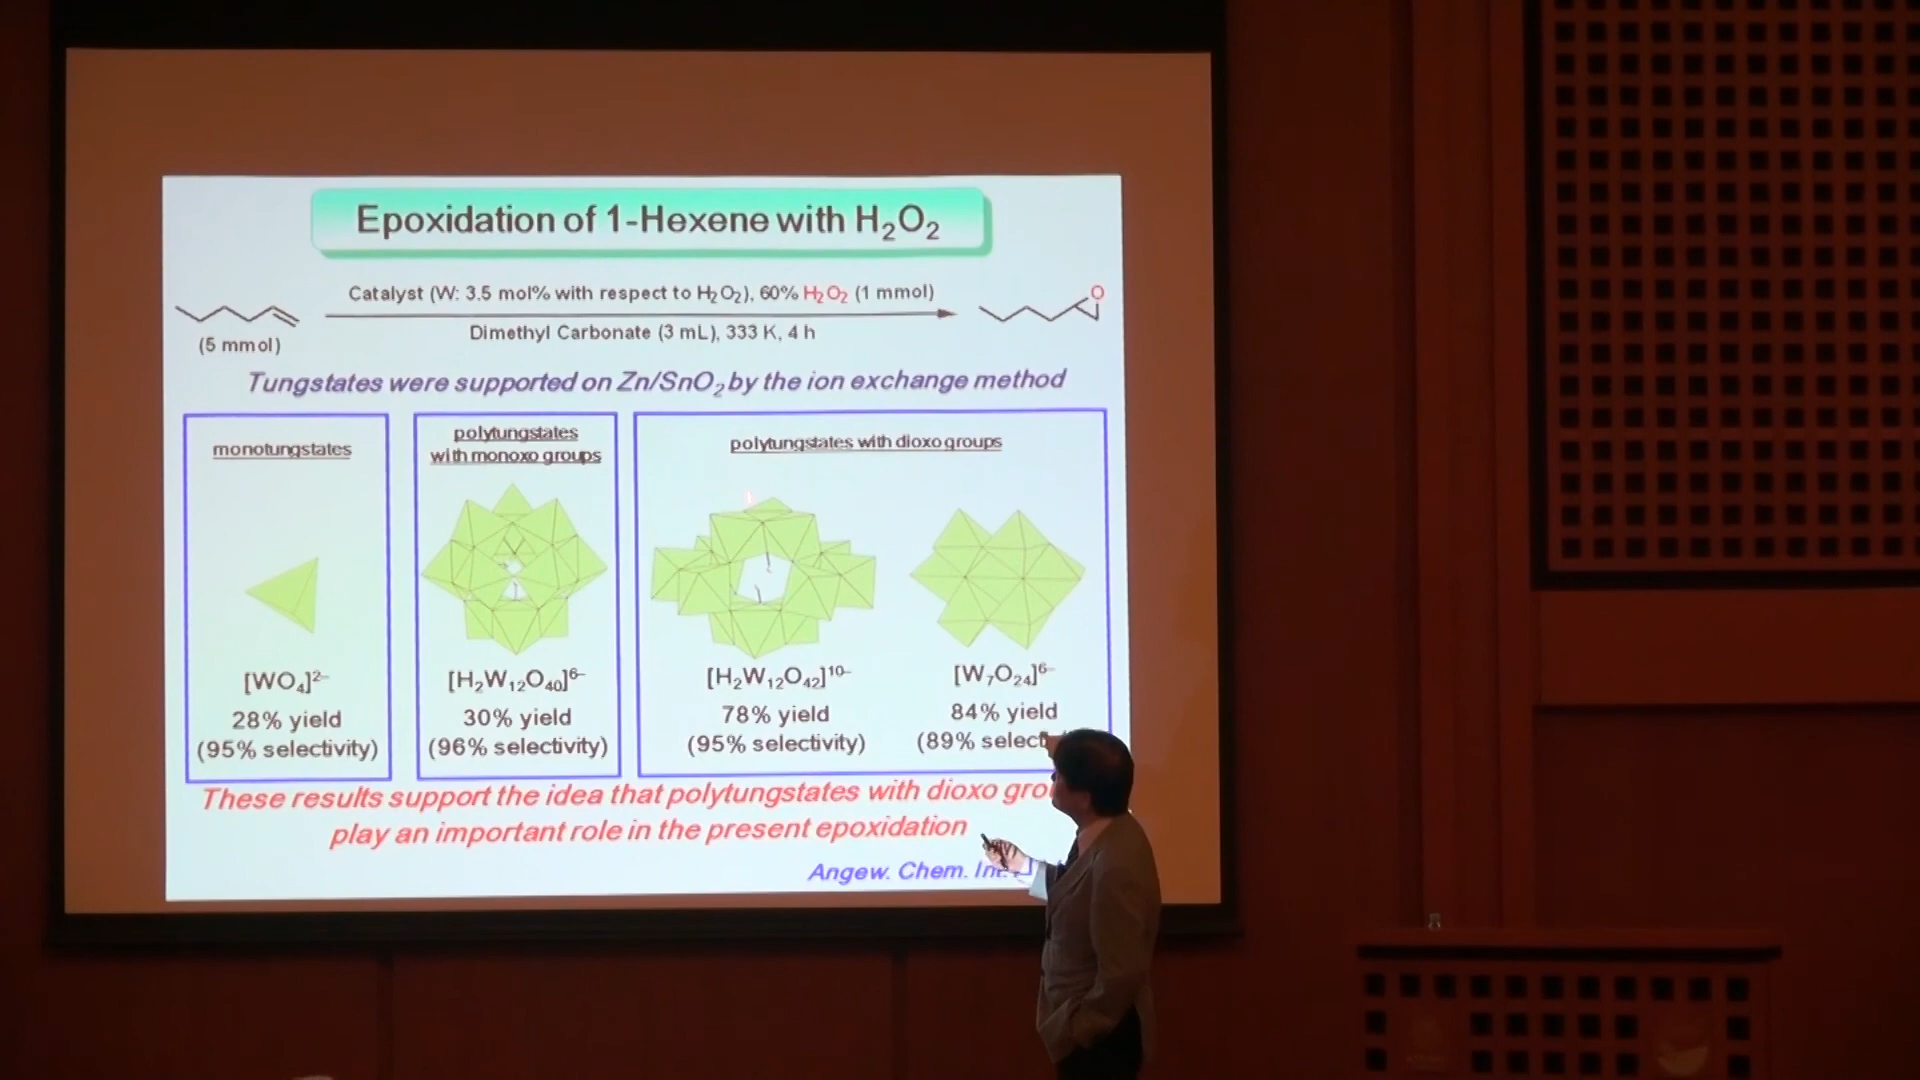 Epoxidation of 1-Hexene with H₂O₂
Catalyst (W: 3.5 mol% with respect to H₂O₂), 60% H₂O₂ (1 mmol)
O
Dimethyl Carbonate (3 mL), 333 K, 4 h
(5 mmol)
Tungstates were supported on Zn/SnO₂ by the ion exchange method
monotungstates
[WO₄]²⁻
28% yield
(95% selectivity)
polytungstates
with monoxo groups
[H₂W₁₂O₄₀]⁶⁻
30% yield
(96% selectivity)
polytungstates with dioxo groups
[H₂W₁₂O₄₂]¹⁰⁻
78% yield
(95% selectivity)
[W₇O₂₄]⁶⁻
84% yield
(89%
These results support the idea that polytungstates with dioxo
play an important role in the present epoxidation
Angew. Chem.